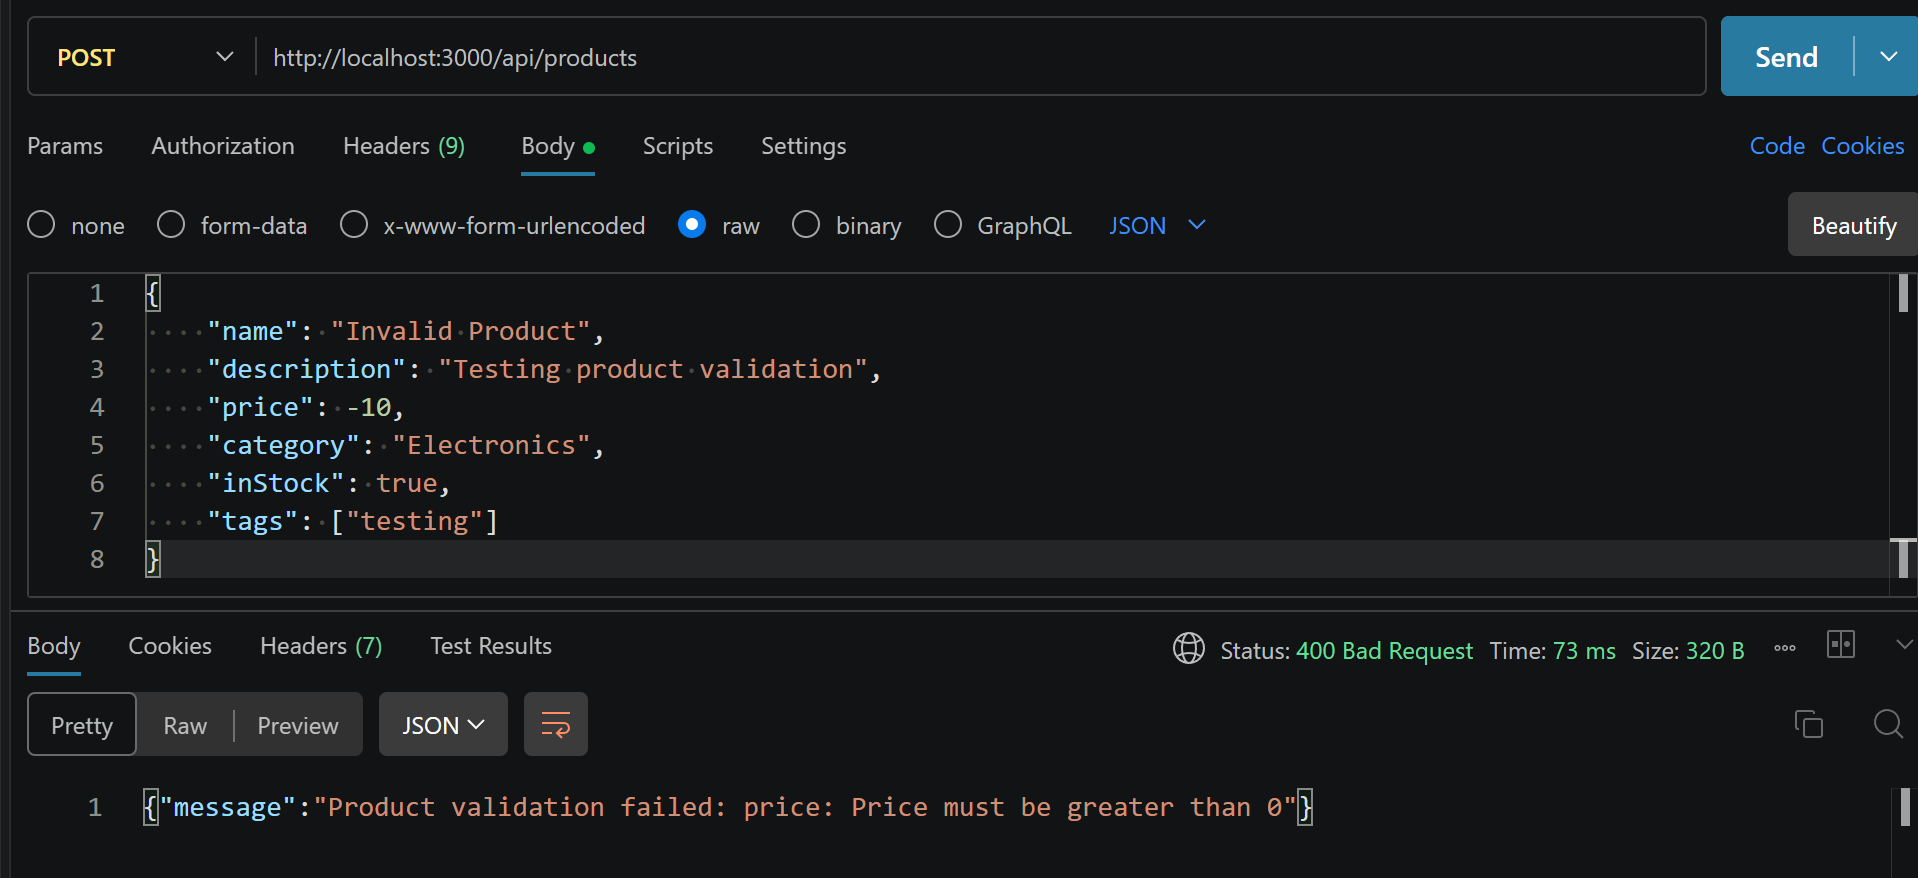 POST http://localhost:3000/api/products Send
Params Authorization Headers (9) Body Scripts Settings Code Cookies
none form-data x-www-form-urlencoded raw binary GraphQL JSON Beautify
1 {
2 "name": "Invalid Product",
3 "description": "Testing product validation",
4 "price": -10,
5 "category": "Electronics",
6 "inStock": true,
7 "tags": ["testing"]
8 }
Body Cookies Headers (7) Test Results Status: 400 Bad Request Time: 73 ms Size: 320 B
Pretty Raw Preview JSON
1 {"message":"Product validation failed: price: Price must be greater than 0"}